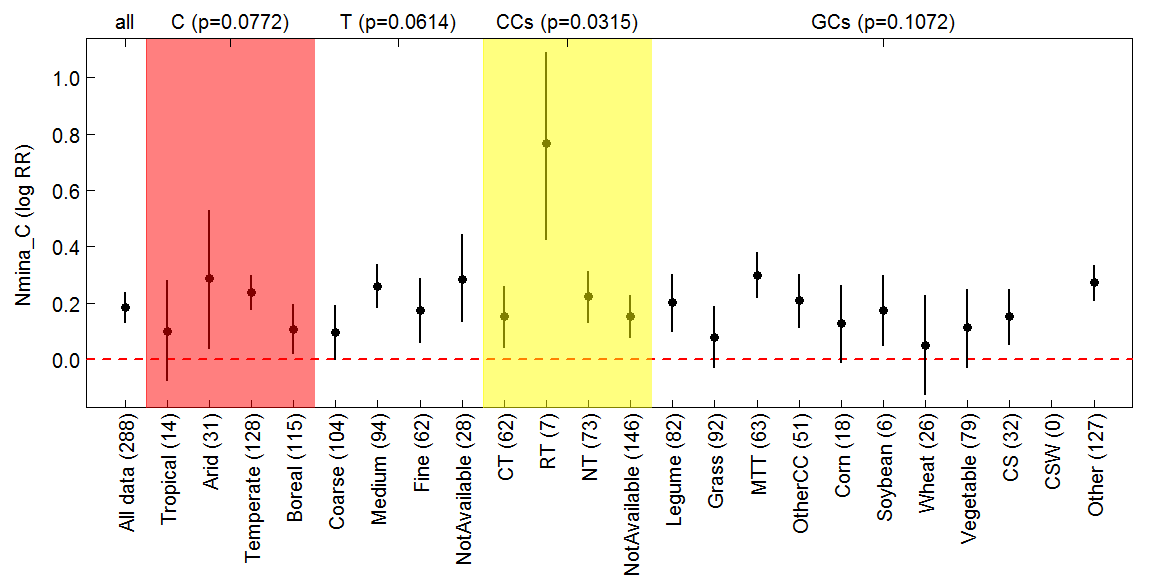 all C (p=0.0772) T (p=0.0614) CCs (p=0.0315) GCs (p=0.1072)
Nmina_C (log RR)
1.0
0.8
0.6
0.4
0.2
0.0
All data (288)
Tropical (14)
Arid (31)
Temperate (128)
Boreal (115)
Coarse (104)
Medium (94)
Fine (62)
NotAvailable (28)
CT (62)
RT (7)
NT (73)
NotAvailable (146)
Legume (82)
Grass (92)
MTT (63)
OtherCC (51)
Corn (18)
Soybean (6)
Wheat (26)
Vegetable (79)
CS (32)
CSW (0)
Other (127)